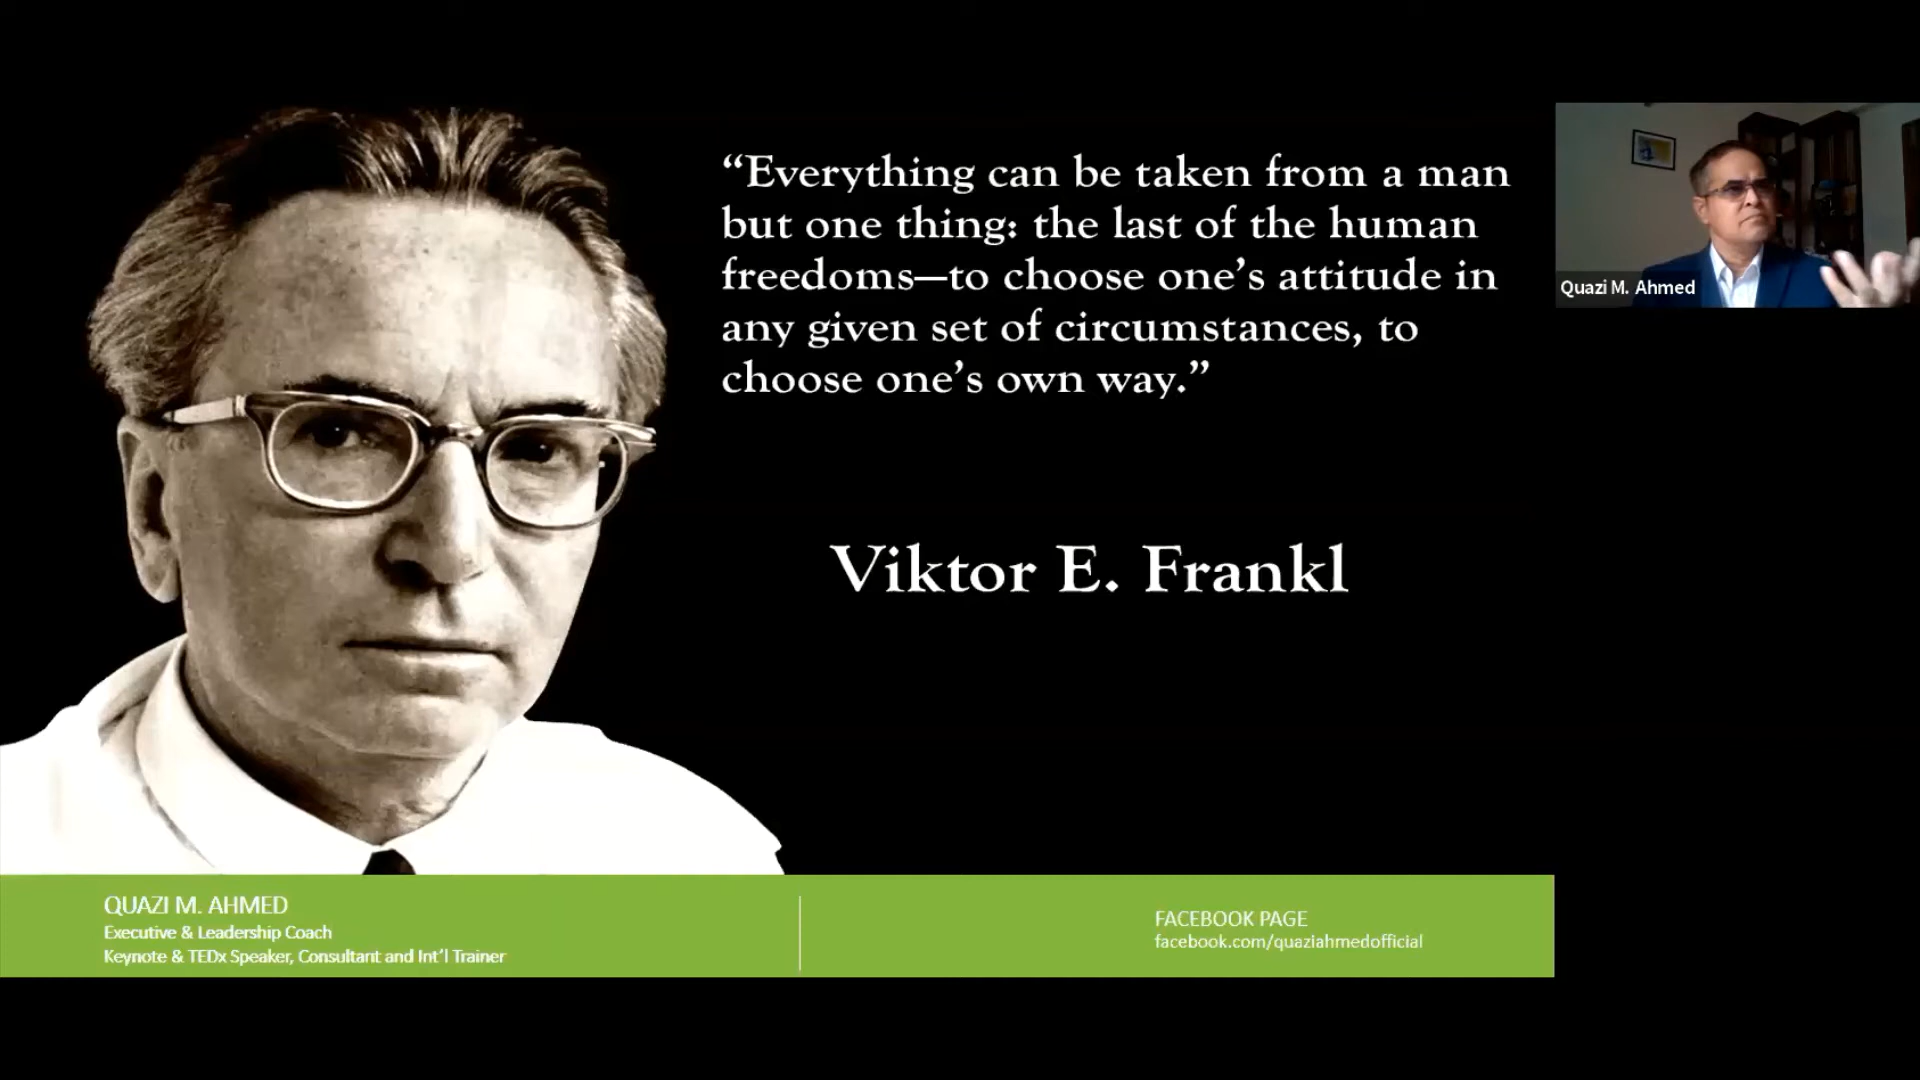 “Everything can be taken from a man
but one thing: the last of the human
freedoms—to choose one’s attitude in
any given set of circumstances, to
choose one’s own way.”
Viktor E. Frankl
Quazi M. Ahmed
QUAZI M. AHMED
Executive & Leadership Coach
Keynote & TEDx Speaker, Consultant and Int’l Trainer
FACEBOOK PAGE
facebook.com/quaziahmedofficial